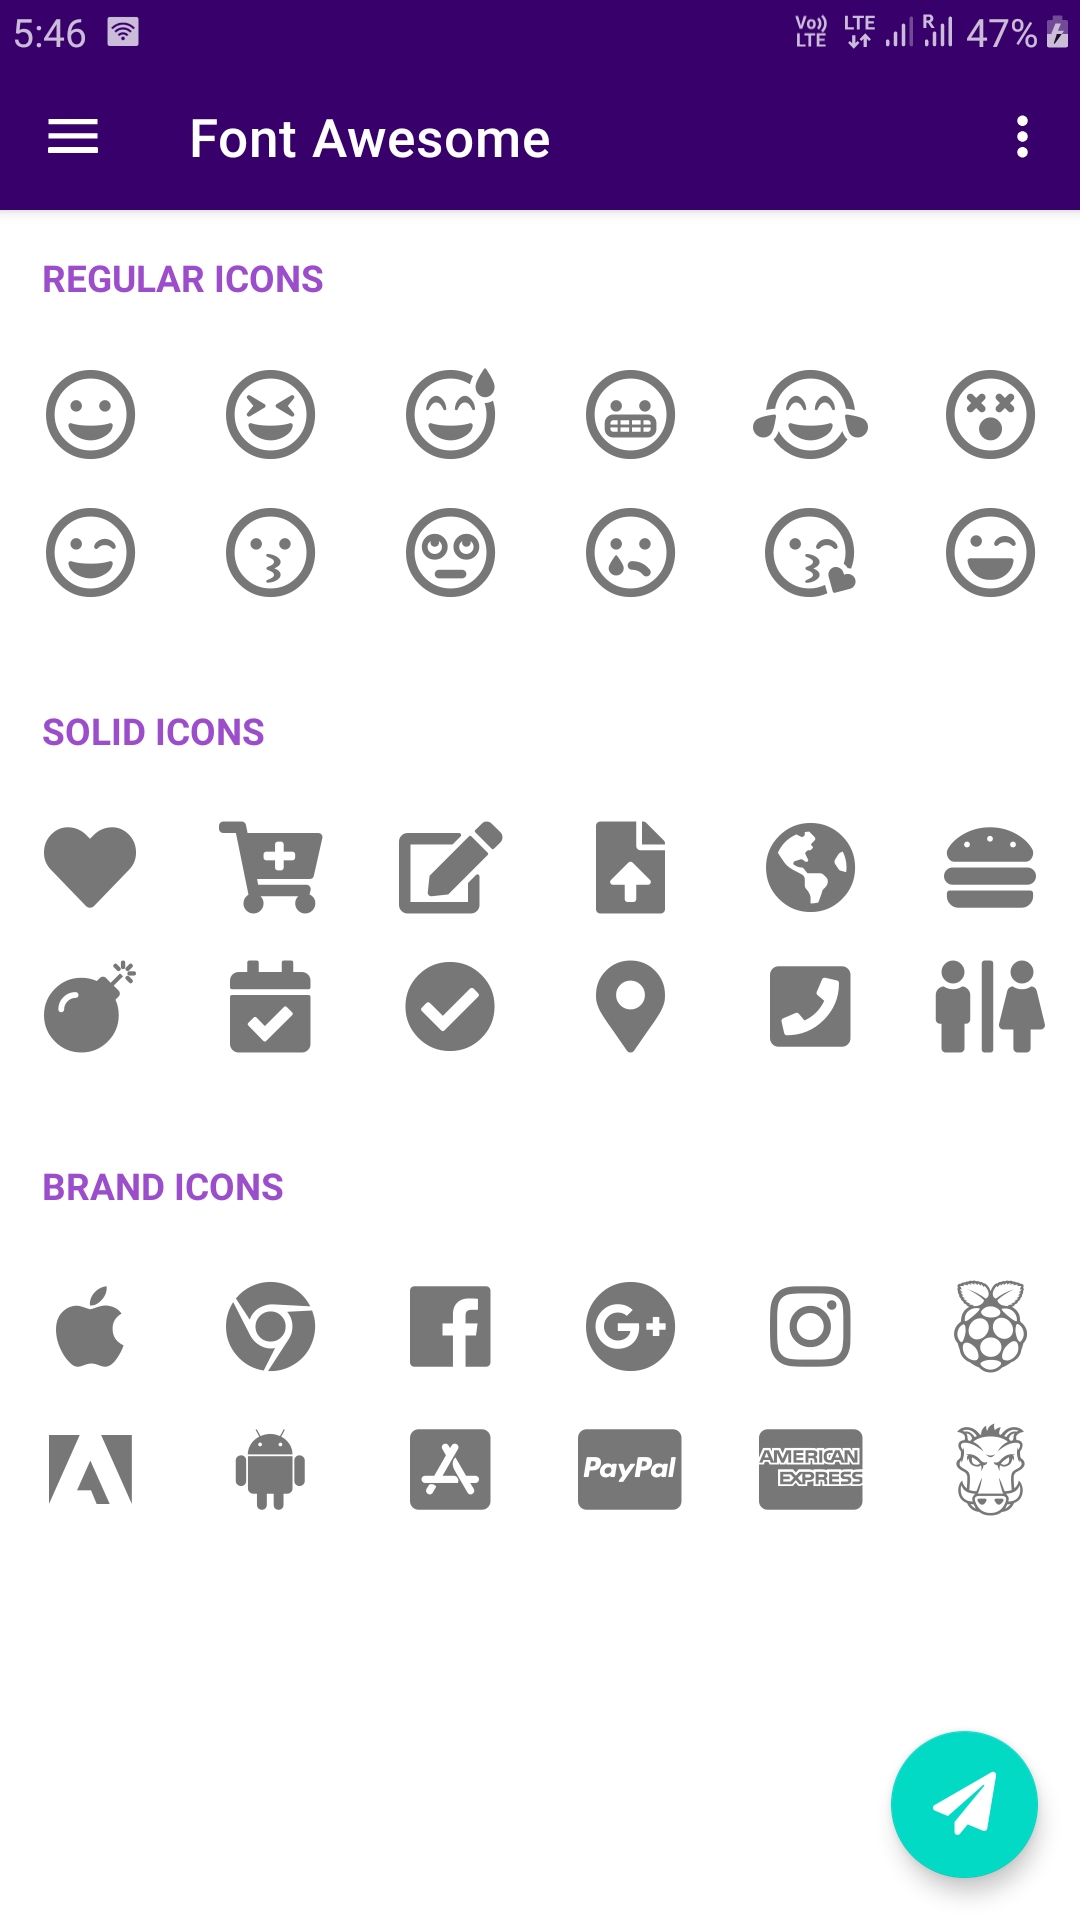 5:46 Vo)) LTE LTE R 47%
Font Awesome
REGULAR ICONS
SOLID ICONS
BRAND ICONS
G+
PayPal
AMERICAN
EXPRESS